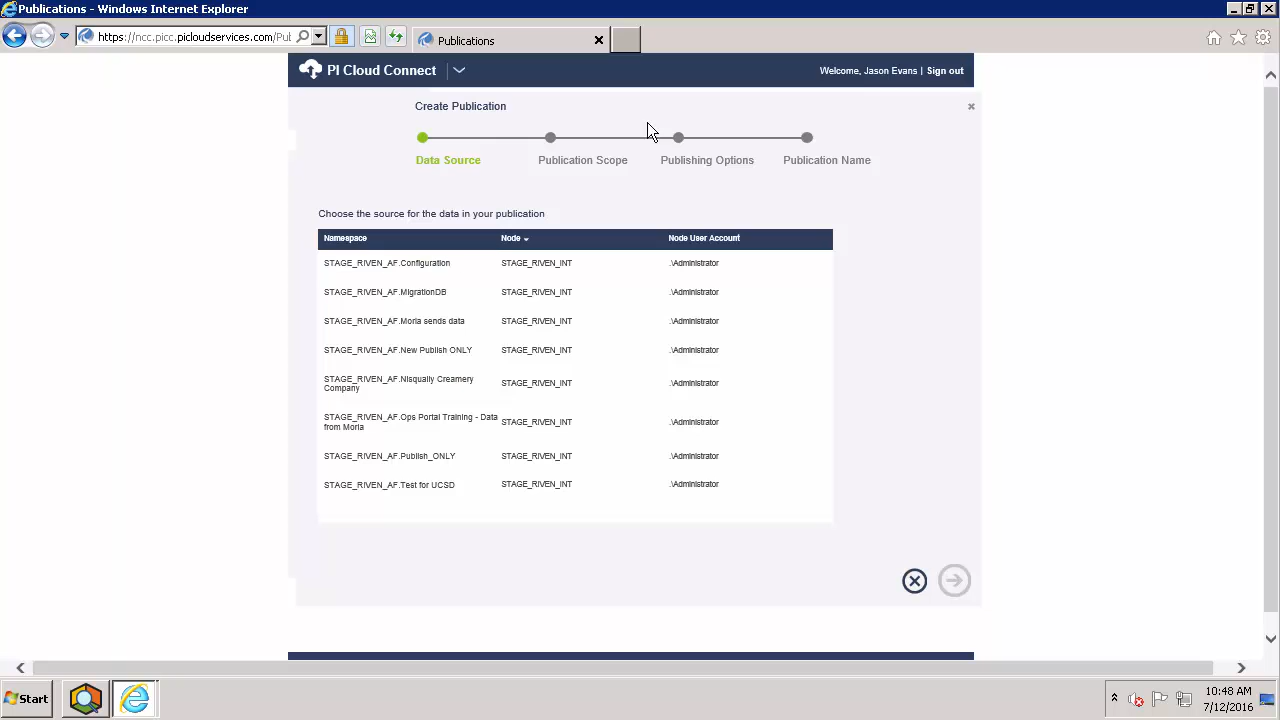 Publications - Windows Internet Explorer
https://ncc.picc.picloudservices.com/Pub
Publications
PI Cloud Connect
Welcome, Jason Evans | Sign out
Create Publication
Data Source
Publication Scope
Publishing Options
Publication Name
Choose the source for the data in your publication
Namespace Node Node User Account
STAGE_RIVEN_AF.Configuration STAGE_RIVEN_INT .\Administrator
STAGE_RIVEN_AF.MigrationDB STAGE_RIVEN_INT .\Administrator
STAGE_RIVEN_AF.Moria sends data STAGE_RIVEN_INT .\Administrator
STAGE_RIVEN_AF.New Publish ONLY STAGE_RIVEN_INT .\Administrator
STAGE_RIVEN_AF.Nisqually Creamery
Company STAGE_RIVEN_INT .\Administrator
STAGE_RIVEN_AF.Ops Portal Training - Data
from Moria STAGE_RIVEN_INT .\Administrator
STAGE_RIVEN_AF.Publish_ONLY STAGE_RIVEN_INT .\Administrator
STAGE_RIVEN_AF.Test for UCSD STAGE_RIVEN_INT .\Administrator
Start
10:48 AM
7/12/2016